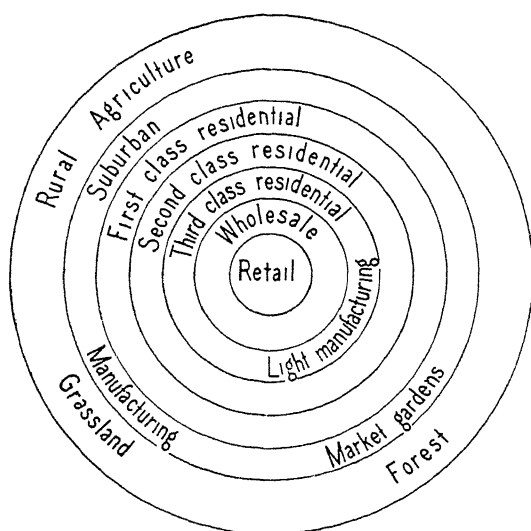 Rural Agriculture
Suburban
First class residential
Second class residential
Third class residential
Wholesale
Retail
Light manufacturing
Manufacturing
Market gardens
Grassland
Forest